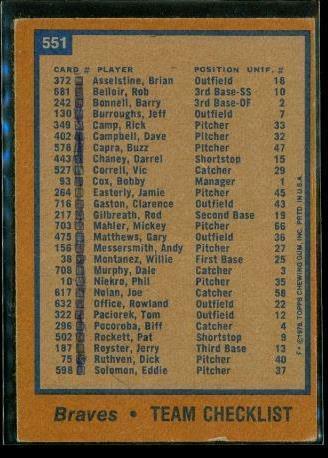 551
CARD # PLAYER POSITION UNIF. #
372 Asselstine, Brian Outfield 18
681 Belloir, Rob 3rd Base-SS 10
242 Bonnell, Barry 3rd Base-OF 2
130 Burroughs, Jeff Outfield 7
349 Camp, Rick Pitcher 33
402 Campbell, Dave Pitcher 32
578 Capra, Buzz Pitcher 47
443 Chaney, Darrel Shortstop 15
527 Correll, Vic Catcher 29
93 Cox, Bobby Manager 1
264 Easterly, Jamie Pitcher 45
716 Gaston, Clarence Outfield 43
217 Gilbreath, Rod Second Base 19
703 Mahler, Mickey Pitcher 66
475 Matthews, Gary Outfield 36
156 Messersmith, Andy Pitcher 27
38 Montanez, Willie First Base 25
708 Murphy, Dale Catcher 3
10 Niekro, Phil Pitcher 35
617 Nolan, Joe Catcher 58
632 Office, Rowland Outfield 22
322 Paciorek, Tom Outfield 12
296 Pocoroba, Biff Catcher 4
502 Rockett, Pat Shortstop 9
187 Royster, Jerry Third Base 13
75 Ruthven, Dick Pitcher 40
598 Solomon, Eddie Pitcher 37
F* ©1978 TOPPS CHEWING GUM, INC. PRTD. IN U.S.A.
Braves • TEAM CHECKLIST